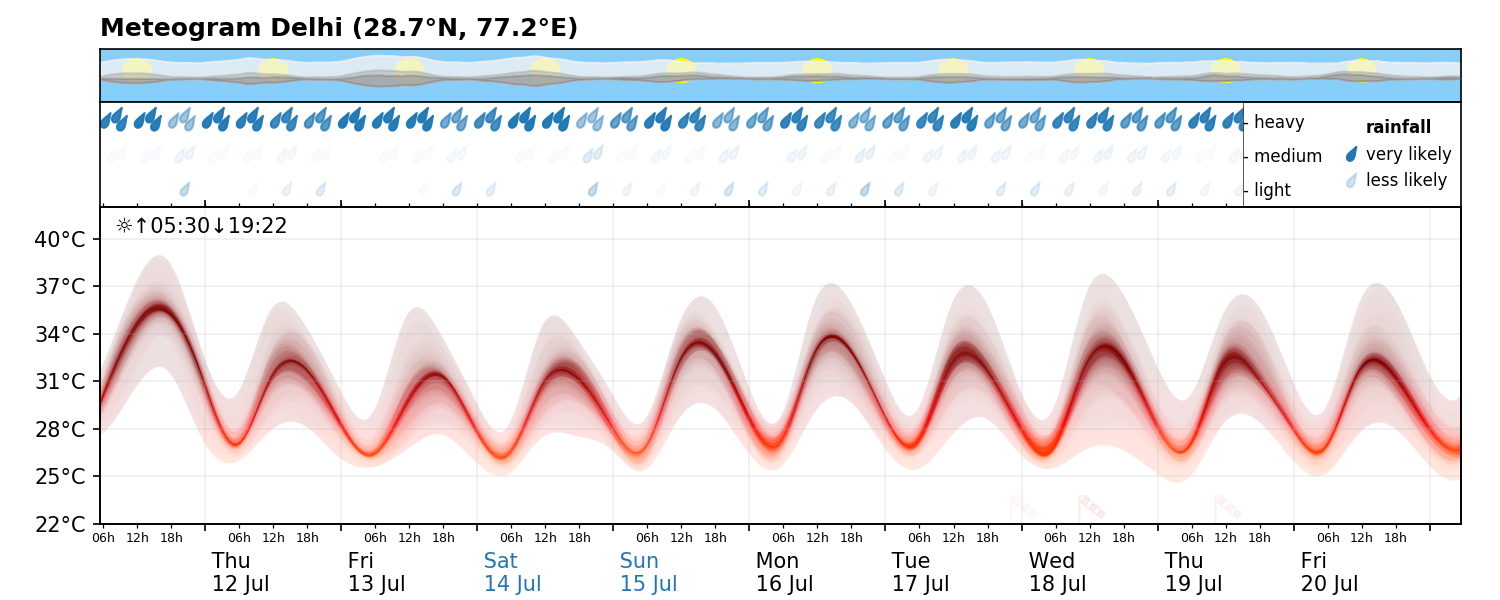 Meteogram Delhi (28.7°N, 77.2°E)
heavy
medium
light
rainfall
very likely
less likely
☼↑05:30↓19:22
40°C
37°C
34°C
31°C
28°C
25°C
22°C
06h 12h 18h 06h 12h 18h 06h 12h 18h 06h 12h 18h 06h 12h 18h 06h 12h 18h 06h 12h 18h 06h 12h 18h 06h 12h 18h 06h 12h 18h
Thu Fri Sat Sun Mon Tue Wed Thu Fri
12 Jul 13 Jul 14 Jul 15 Jul 16 Jul 17 Jul 18 Jul 19 Jul 20 Jul